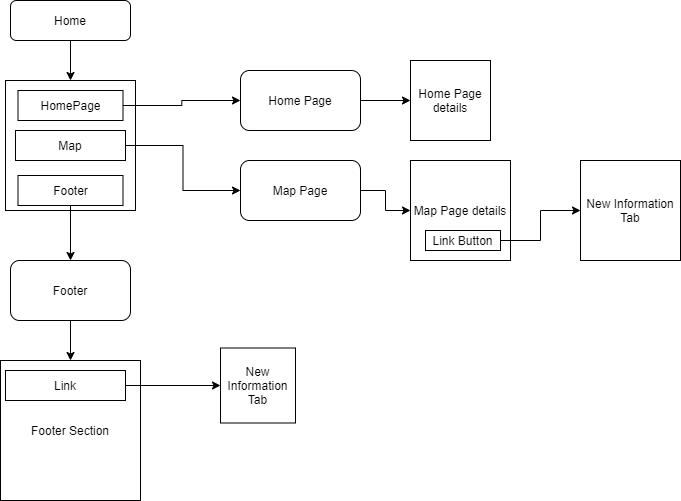 Home
HomePage
Home Page
Home Page
details
Map
Footer
Map Page
Map Page details
Link Button
New Information
Tab
Footer
Link
Footer Section
New
Information
Tab